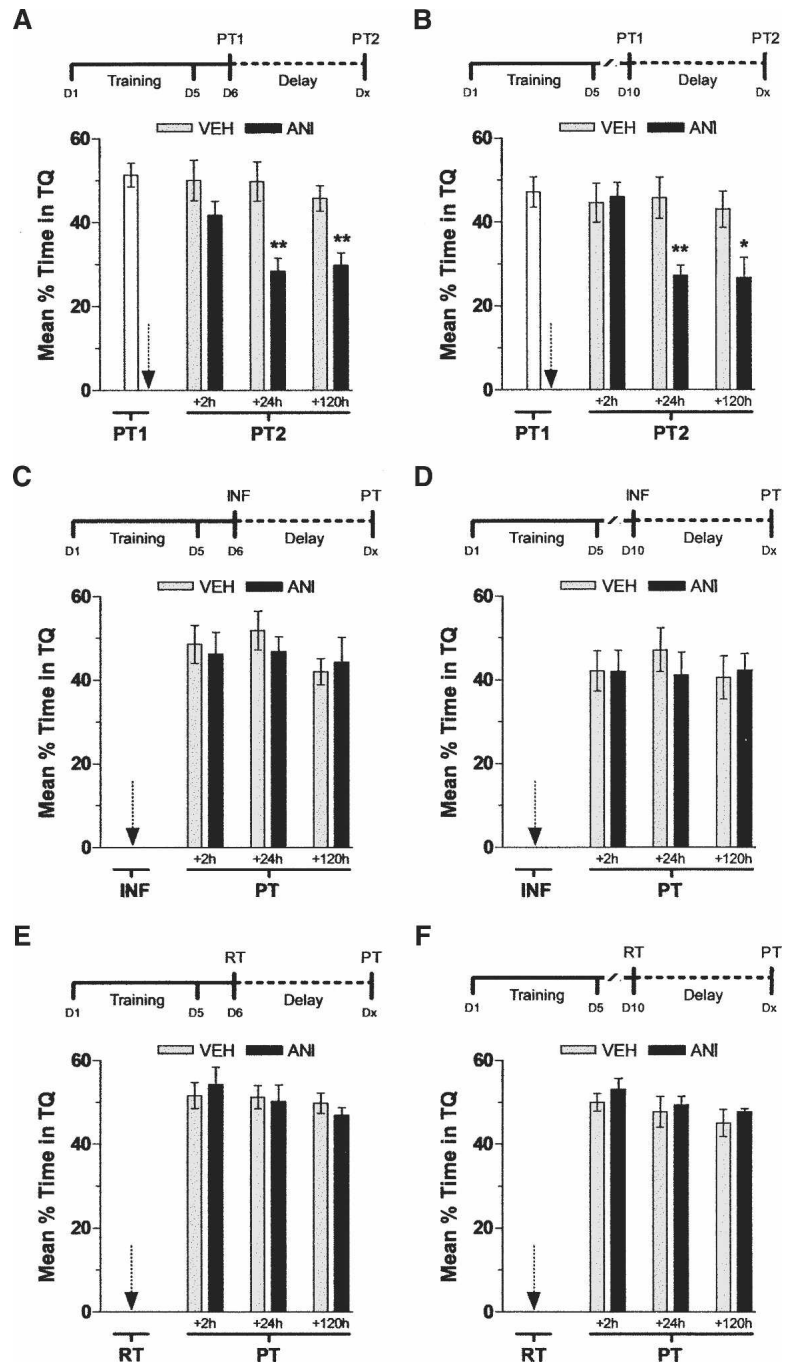 A
PT1 PT2
Training Delay
D1 D5 D6 Dx
VEH ANI
Mean % Time in TQ
60
40
20
0
** **
+2h +24h +120h
PT1 PT2
B
PT1 PT2
Training Delay
D1 D5 D10 Dx
VEH ANI
Mean % Time in TQ
60
40
20
0
** *
+2h +24h +120h
PT1 PT2
C
INF PT
Training Delay
D1 D5 D6 Dx
VEH ANI
Mean % Time in TQ
60
40
20
0
+2h +24h +120h
INF PT
D
INF PT
Training Delay
D1 D5 D10 Dx
VEH ANI
Mean % Time in TQ
60
40
20
0
+2h +24h +120h
INF PT
E
RT PT
Training Delay
D1 D5 D6 Dx
VEH ANI
Mean % Time in TQ
60
40
20
0
+2h +24h +120h
RT PT
F
RT PT
Training Delay
D1 D5 D10 Dx
VEH ANI
Mean % Time in TQ
60
40
20
0
+2h +24h +120h
RT PT